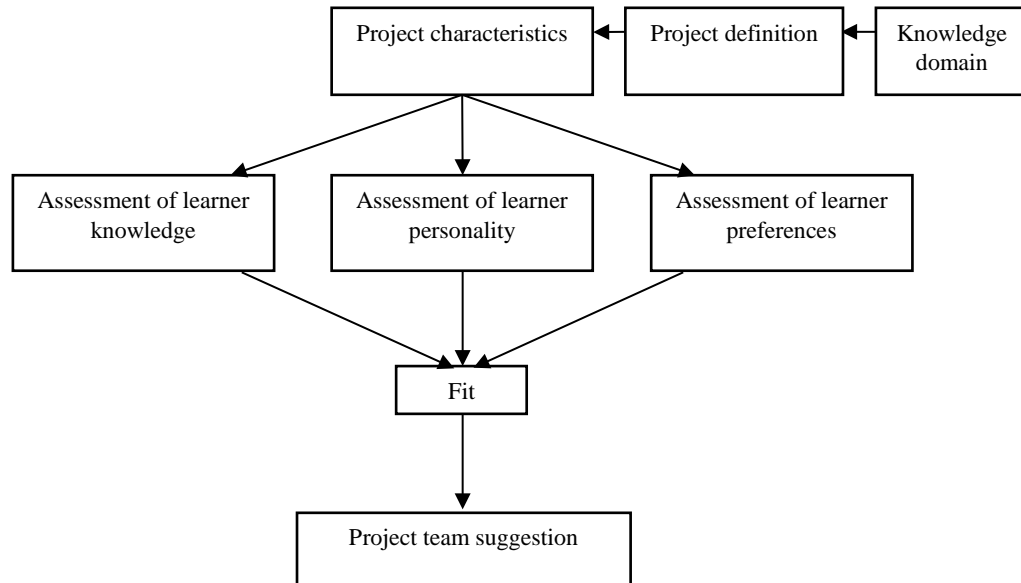 Project characteristics
Project definition
Knowledge
domain
Assessment of learner
knowledge
Assessment of learner
personality
Assessment of learner
preferences
Fit
Project team suggestion